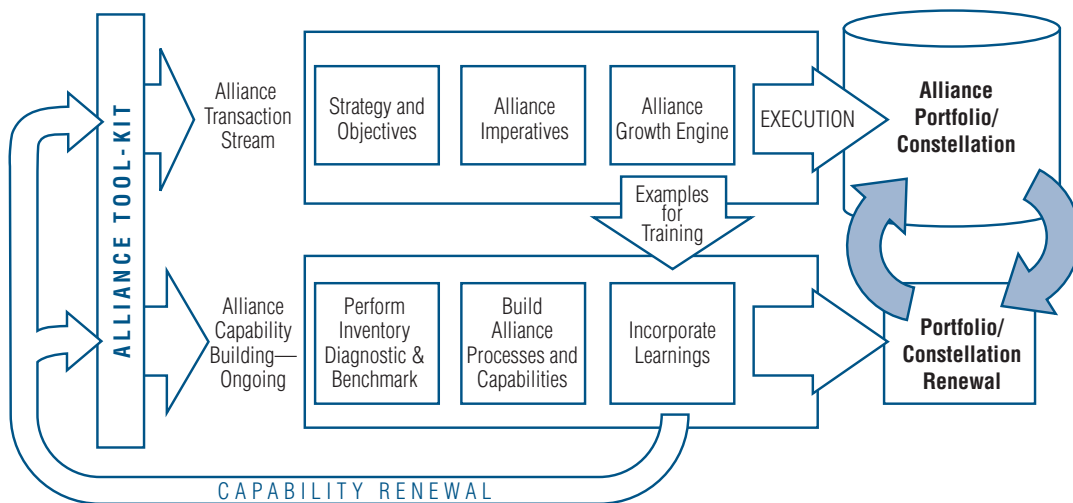 ALLIANCE TOOL-KIT
Alliance
Transaction
Stream
Strategy and
Objectives
Alliance
Imperatives
Alliance
Growth Engine
EXECUTION
Alliance
Portfolio/
Constellation
Examples
for
Training
Alliance
Capability
Building—
Ongoing
Perform
Inventory
Diagnostic &
Benchmark
Build
Alliance
Processes and
Capabilities
Incorporate
Learnings
Portfolio/
Constellation
Renewal
CAPABILITY RENEWAL